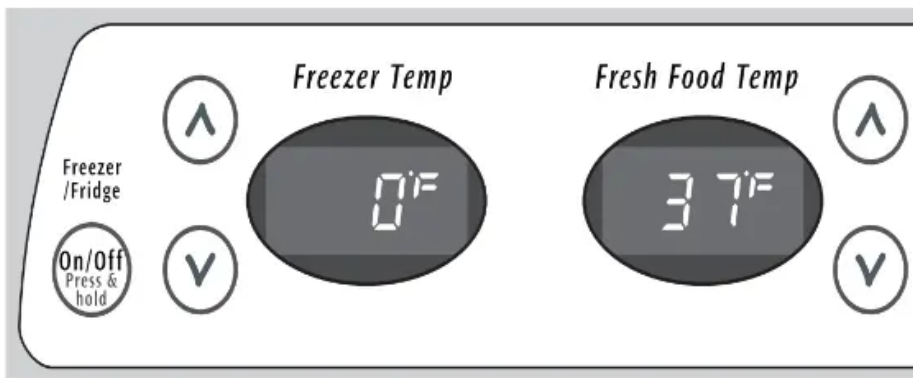 Freezer Temp
Fresh Food Temp
Freezer
/Fridge
0°F
37°F
On/Off
Press &
hold